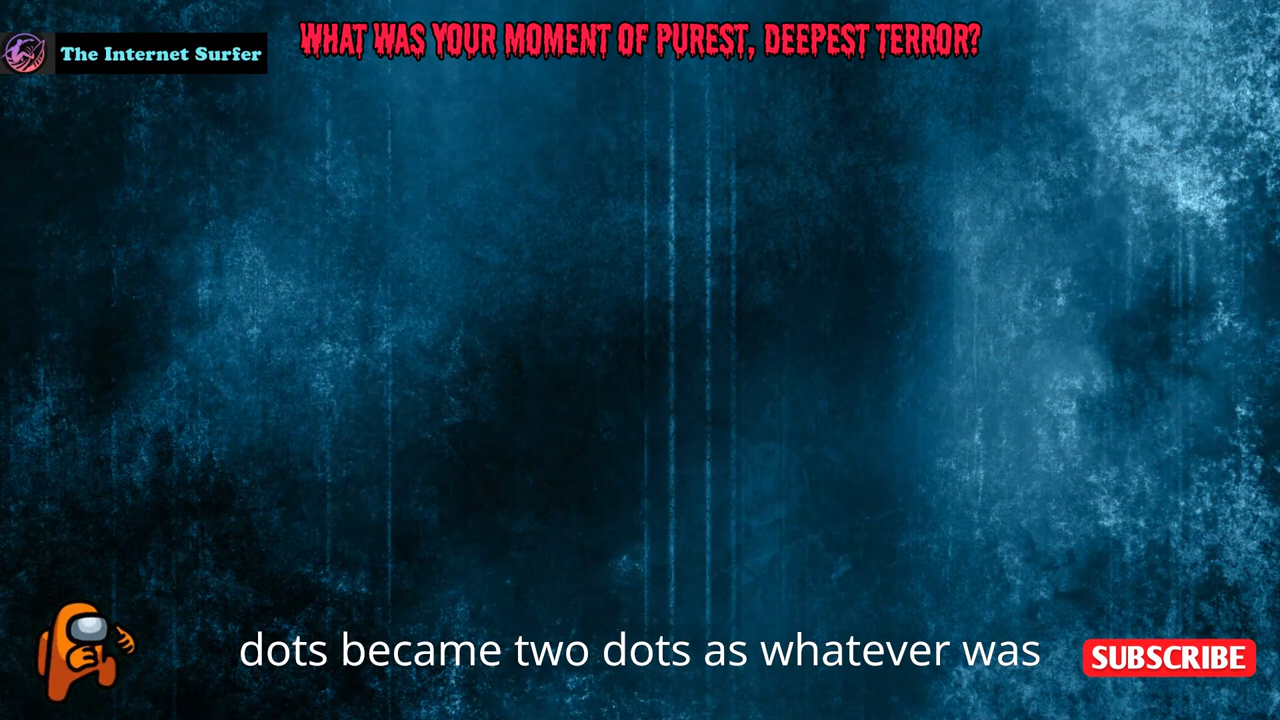 WHAT WAS YOUR MOMENT OF PUREST, DEEPEST TERROR?
The Internet Surfer
dots became two dots as whatever was
SUBSCRIBE